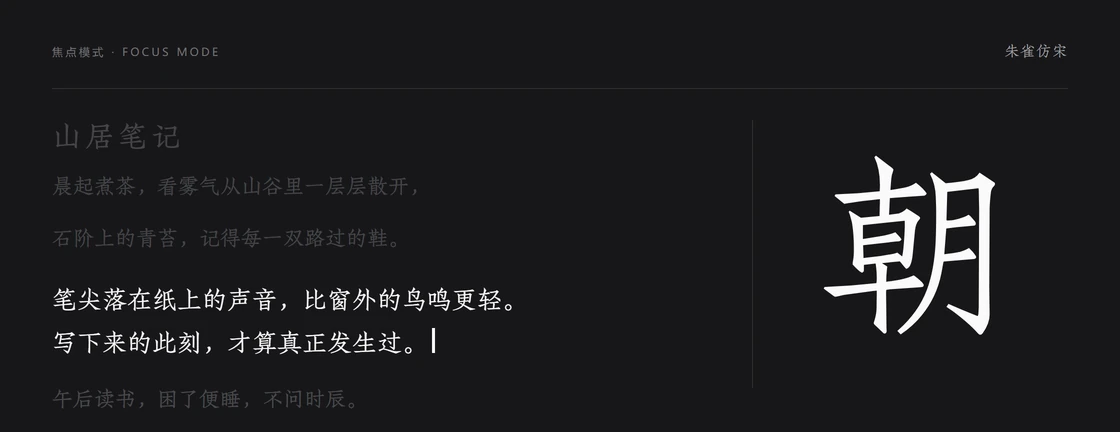 焦点模式 · FOCUS MODE
朱雀仿宋
山居笔记
晨起煮茶，看雾气从山谷里一层层散开，
石阶上的青苔，记得每一双路过的鞋。
笔尖落在纸上的声音，比窗外的鸟鸣更轻。
写下来的此刻，才算真正发生过。
午后读书，困了便睡，不问时辰。
朝